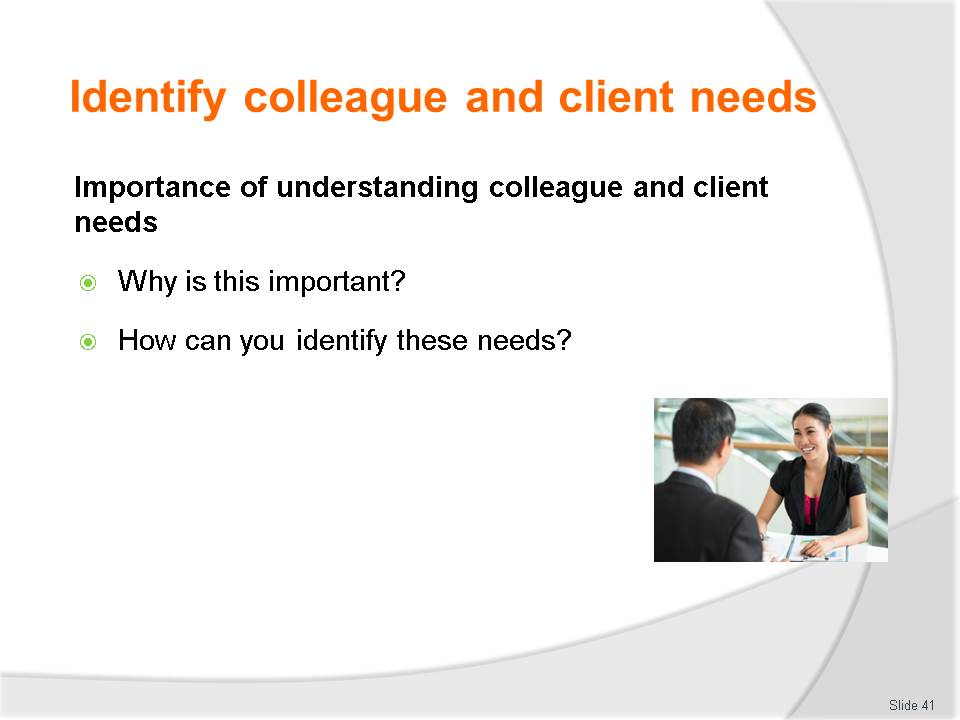 Identify colleague and client needs
Importance of understanding colleague and client
needs
Why is this important?
How can you identify these needs?
Slide 41